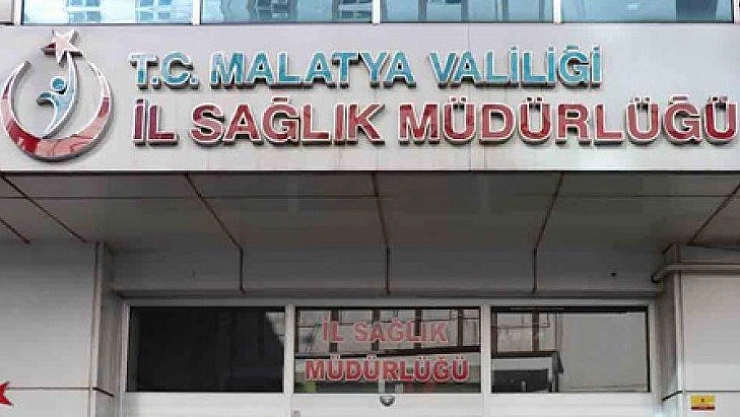 T.C. MALATYA VALİLİĞİ
İL SAĞLIK MÜDÜRLÜĞÜ
İL SAĞLIK
MÜDÜRLÜĞÜ